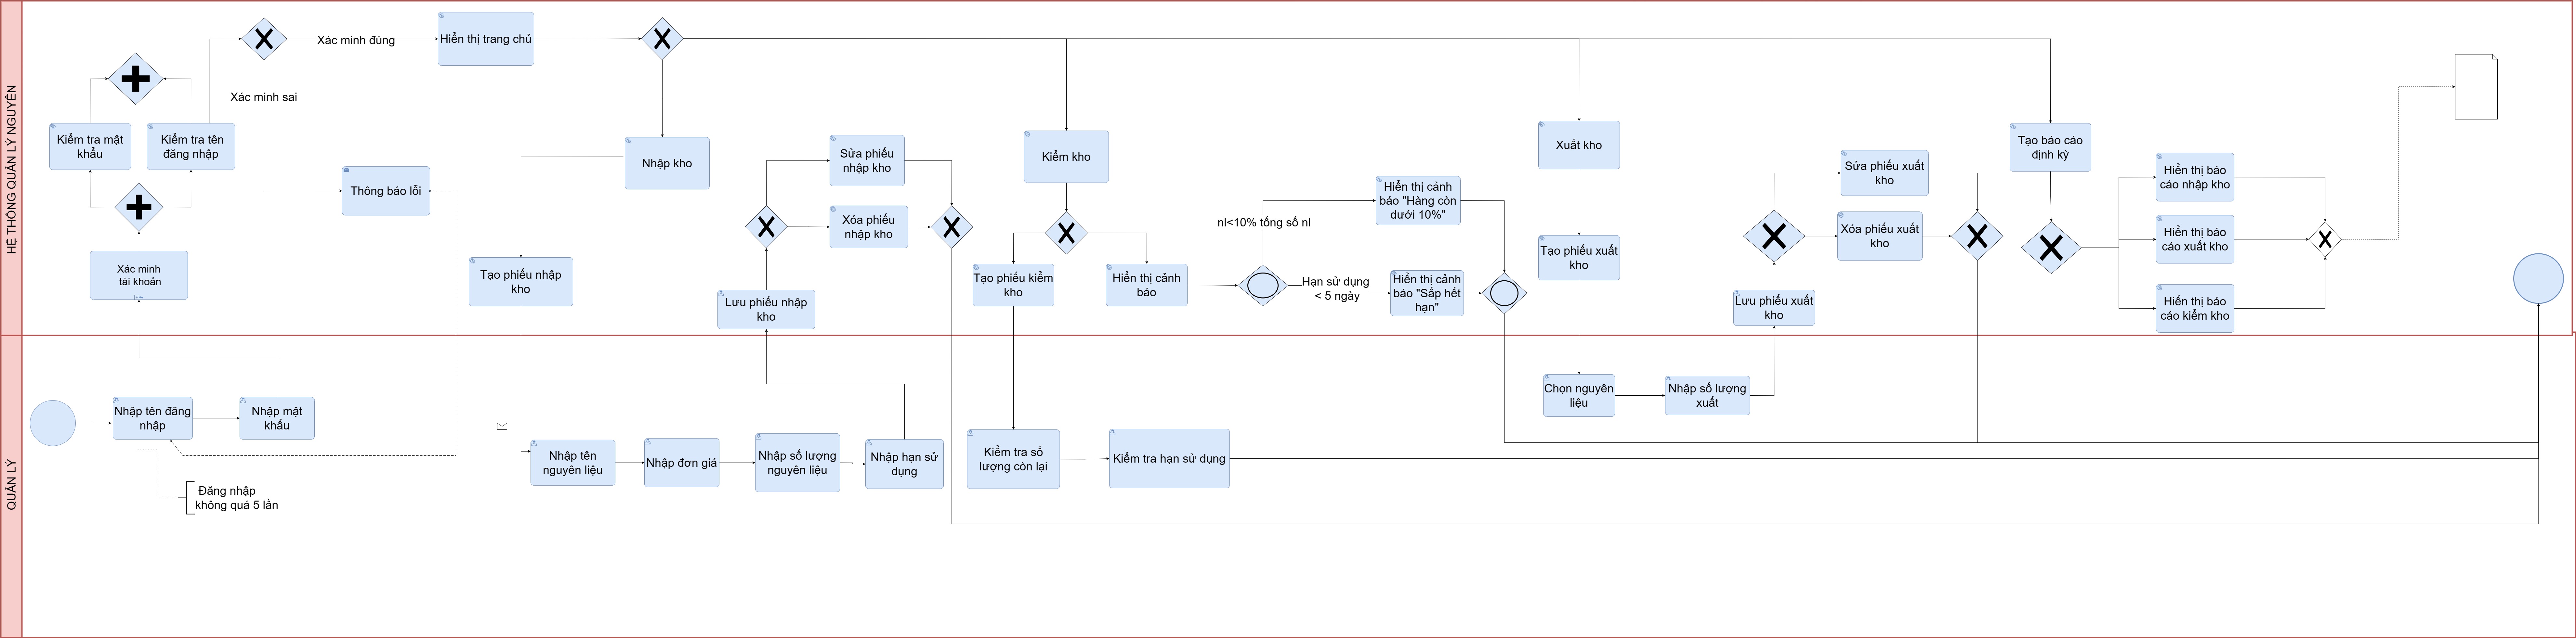 HỆ THỐNG QUẢN LÝ NGUYÊN
Xác minh đúng
Hiển thị trang chủ
Xác minh sai
Kiểm tra mật
khẩu
Kiểm tra tên
đăng nhập
Thông báo lỗi
Xác minh
tài khoản
Nhập kho
Tạo phiếu nhập
kho
Sửa phiếu
nhập kho
Xóa phiếu
nhập kho
Lưu phiếu nhập
kho
Kiểm kho
Tạo phiếu kiểm
kho
Hiển thị cảnh
báo
nl<10% tổng số nl
Hiển thị cảnh
báo "Hàng còn
dưới 10%"
Hạn sử dụng
< 5 ngày
Hiển thị cảnh
báo "Sắp hết
hạn"
Xuất kho
Tạo phiếu xuất
kho
Sửa phiếu xuất
kho
Xóa phiếu xuất
kho
Lưu phiếu xuất
kho
Tạo báo cáo
định kỳ
Hiển thị báo
cáo nhập kho
Hiển thị báo
cáo xuất kho
Hiển thị báo
cáo kiểm kho
QUẢN LÝ
Nhập tên đăng
nhập
Nhập mật
khẩu
Đăng nhập
không quá 5 lần
Nhập tên
nguyên liệu
Nhập đơn giá
Nhập số lượng
nguyên liệu
Nhập hạn sử
dụng
Kiểm tra số
lượng còn lại
Kiểm tra hạn sử dụng
Chọn nguyên
liệu
Nhập số lượng
xuất